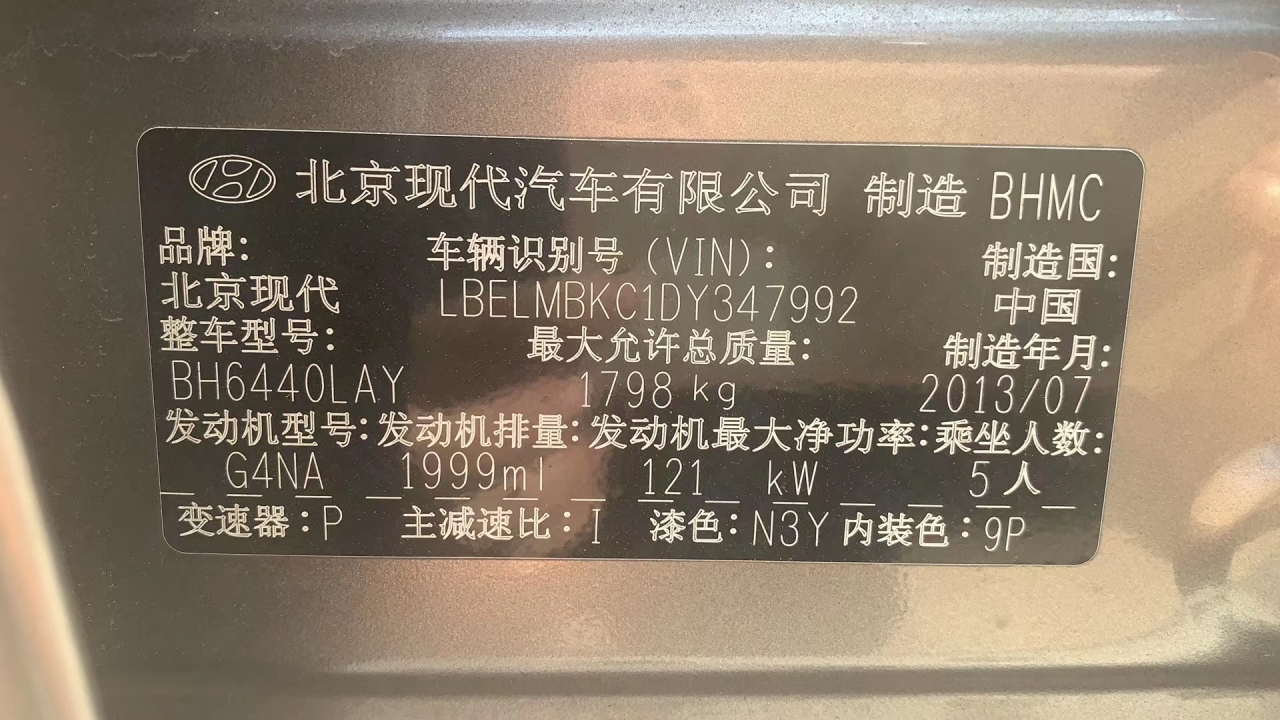 北京现代汽车有限公司 制造 BHMC
品牌: 车辆识别号 (VIN): 制造国:
北京现代 LBELMBKC1DY347992 中国
整车型号: 最大允许总质量: 制造年月:
BH6440LAY 1798 kg 2013/07
发动机型号: 发动机排量: 发动机最大净功率: 乘坐人数:
G4NA 1999ml 121 kW 5人
变速器: P 主减速比: I 漆色: N3Y 内装色: 9P